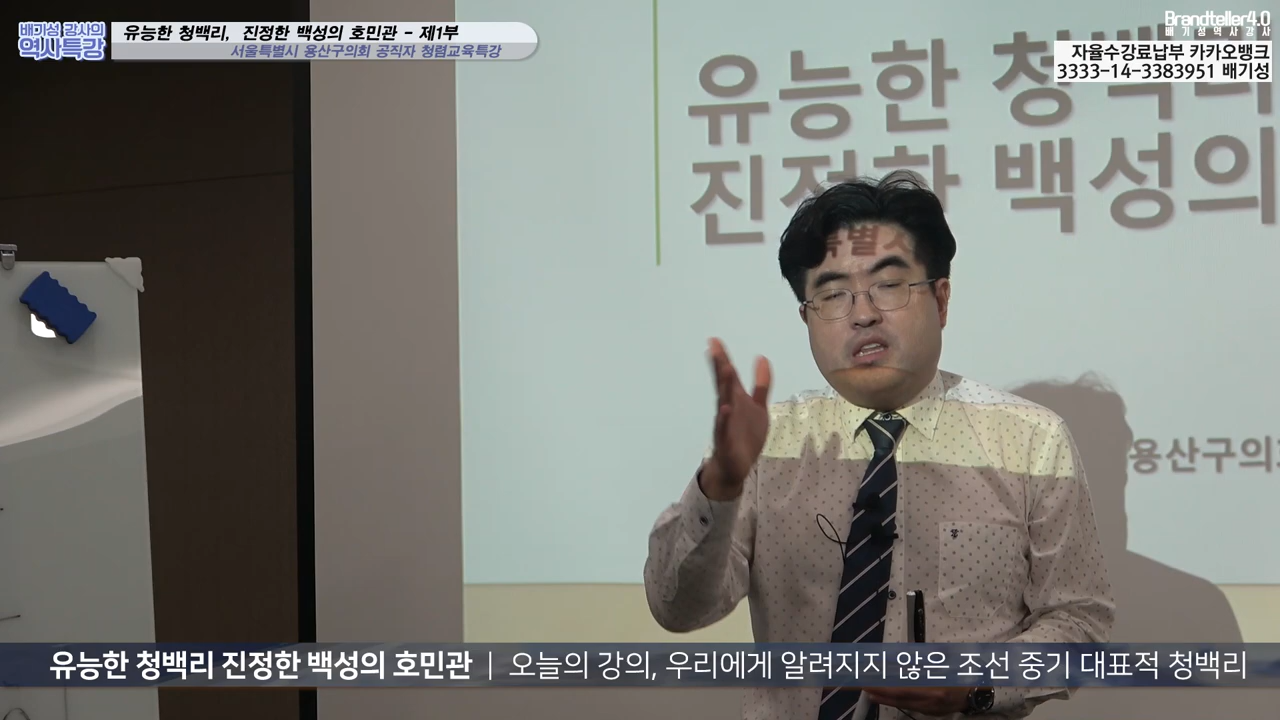 배기성 강사의
역사특강
유능한 청백리, 진정한 백성의 호민관 - 제1부
서울특별시 용산구의회 공직자 청렴교육특강
Brandteller4.0
배기성역사강사
자율수강료납부 카카오뱅크
3333-14-3383951 배기성
유능한 청백리
진정한 백성의
특별시
용산구의회
유능한 청백리 진정한 백성의 호민관 | 오늘의 강의, 우리에게 알려지지 않은 조선 중기 대표적 청백리